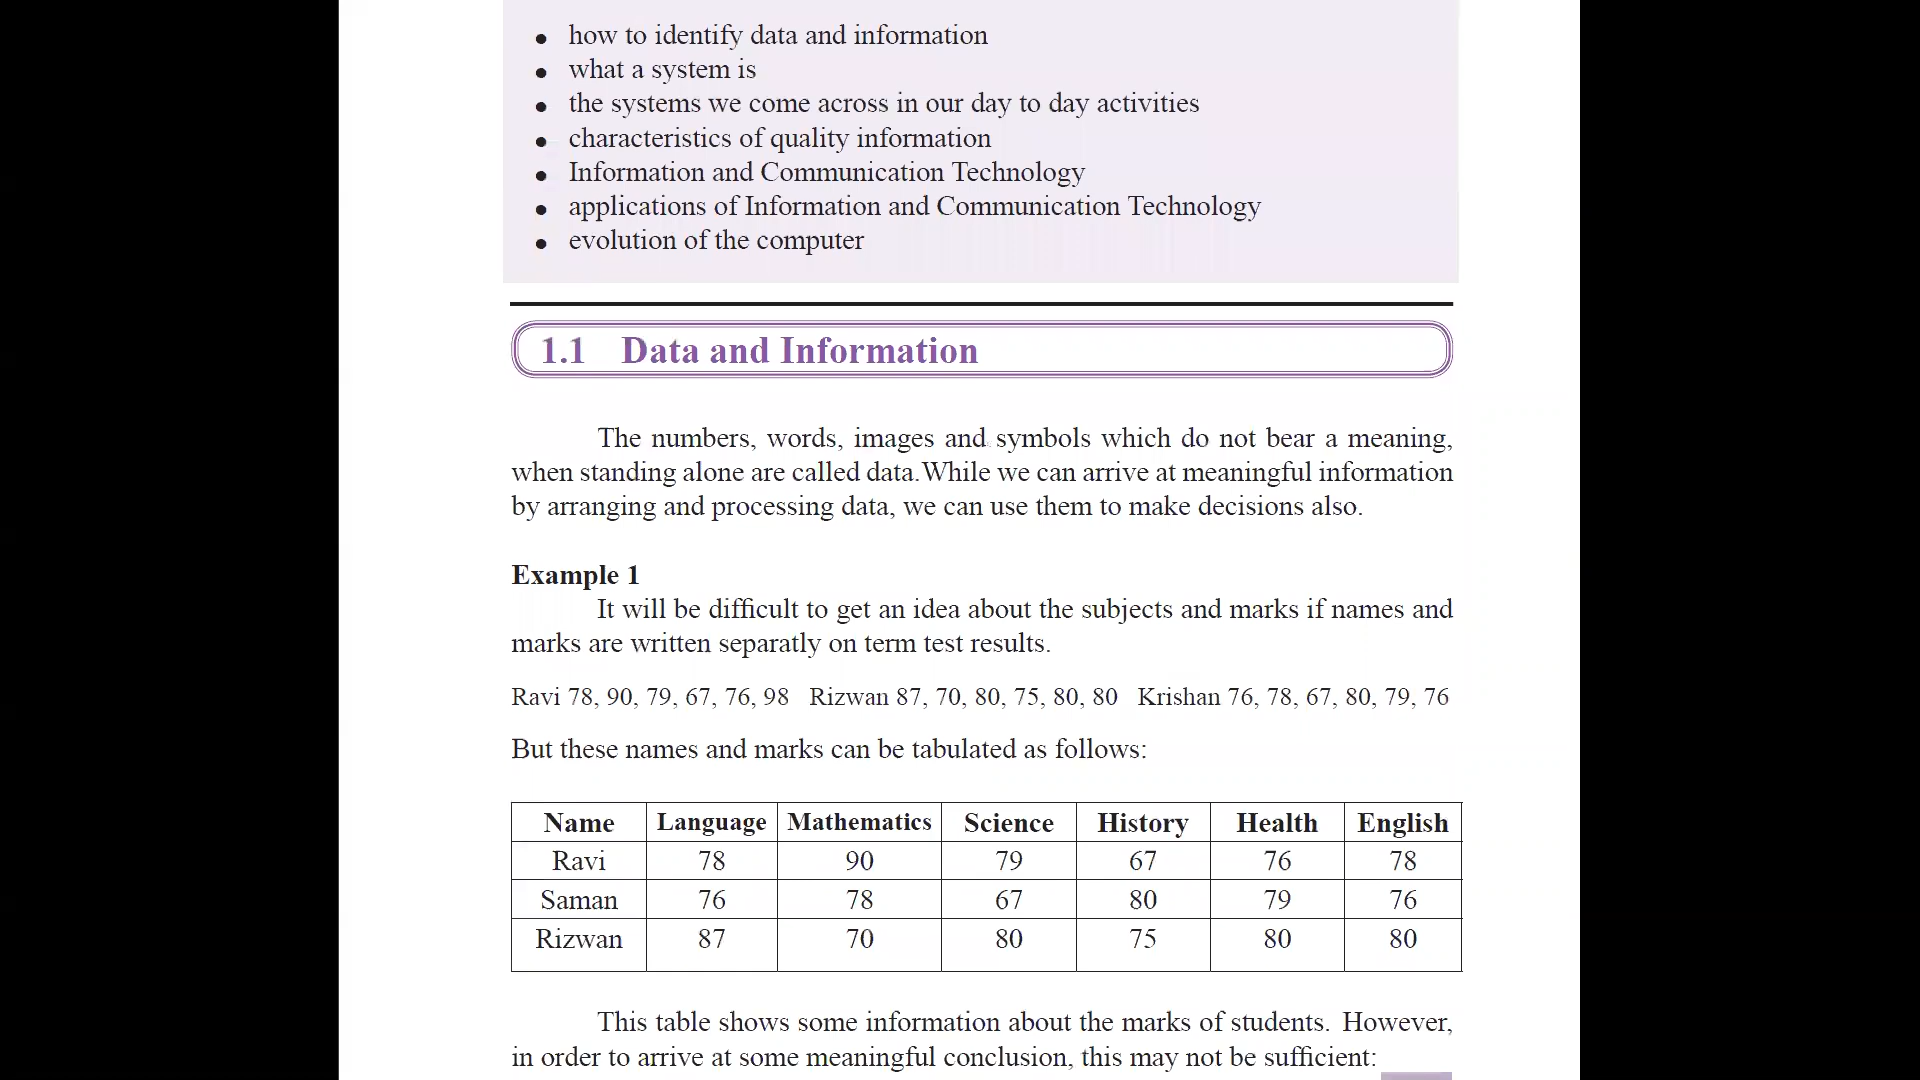 • how to identify data and information
• what a system is
• the systems we come across in our day to day activities
• characteristics of quality information
• Information and Communication Technology
• applications of Information and Communication Technology
• evolution of the computer
1.1 Data and Information
The numbers, words, images and symbols which do not bear a meaning,
when standing alone are called data.While we can arrive at meaningful information
by arranging and processing data, we can use them to make decisions also.
Example 1
It will be difficult to get an idea about the subjects and marks if names and
marks are written separatly on term test results.
Ravi 78, 90, 79, 67, 76, 98 Rizwan 87, 70, 80, 75, 80, 80 Krishan 76, 78, 67, 80, 79, 76
But these names and marks can be tabulated as follows:
Name Language Mathematics Science History Health English
Ravi 78 90 79 67 76 78
Saman 76 78 67 80 79 76
Rizwan 87 70 80 75 80 80
This table shows some information about the marks of students. However,
in order to arrive at some meaningful conclusion, this may not be sufficient: